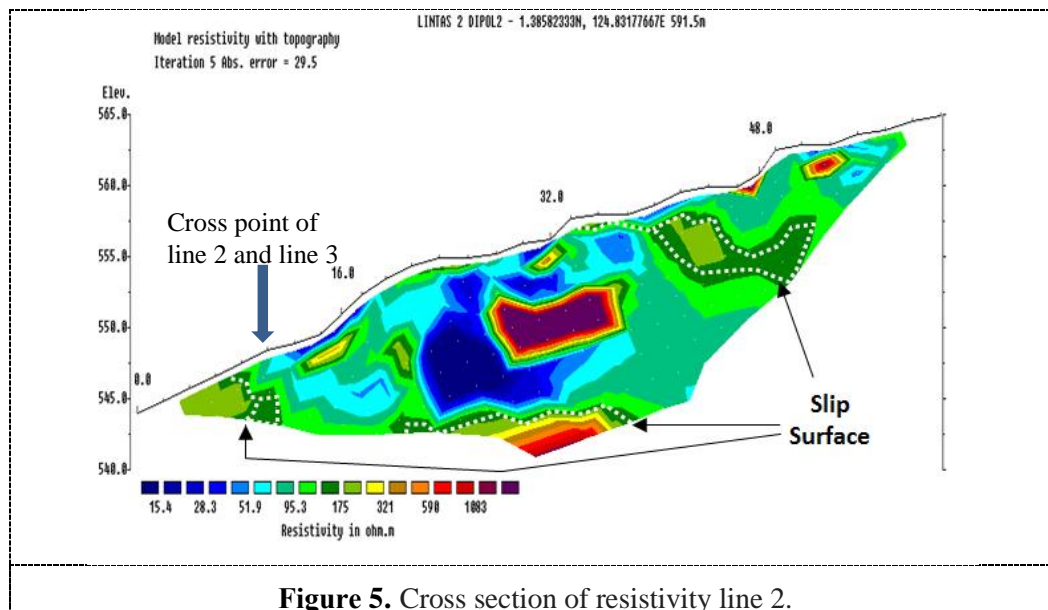 LINTAS 2 DIPOL2 - 1.38582333N, 124.83177667E 591.5m
Model resistivity with topography
Iteration 5 Abs. error = 29.5
Elev.
565.0
560.0
555.0
550.0
545.0
540.0
0.0
16.0
32.0
48.0
Cross point of
line 2 and line 3
Slip
Surface
15.4 28.3 51.9 95.3 175 321 590 1083
Resistivity in ohm.m
Figure 5. Cross section of resistivity line 2.